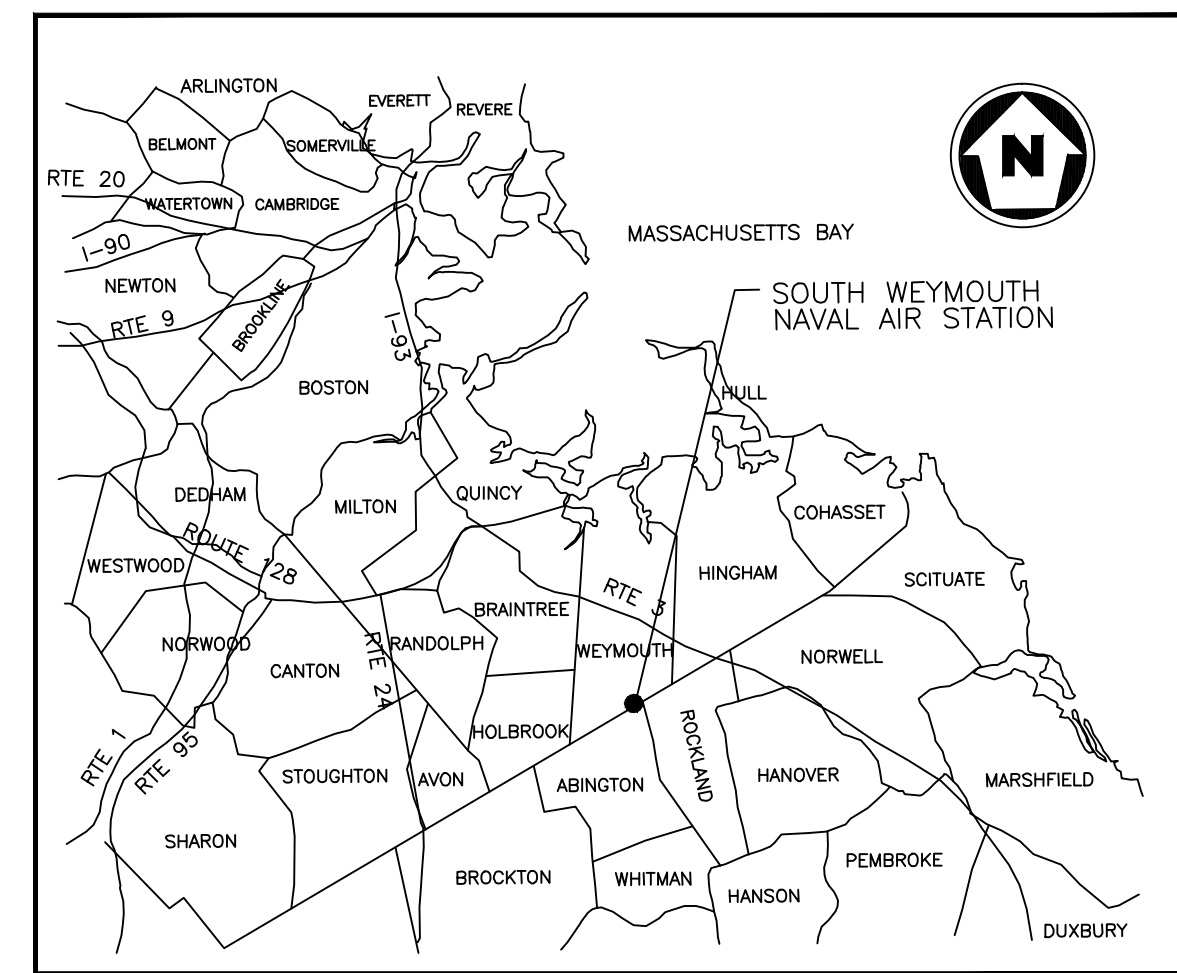 ARLINGTON
EVERETT
REVERE
BELMONT
SOMERVILLE
N
RTE 20
WATERTOWN
CAMBRIDGE
MASSACHUSETTS BAY
I-90
NEWTON
SOUTH WEYMOUTH
NAVAL AIR STATION
RTE 9
BROOKLINE
I-93
BOSTON
HULL
DEDHAM
MILTON
QUINCY
COHASSET
ROUTE 128
WESTWOOD
HINGHAM
SCITUATE
RTE 3
BRAINTREE
NORWOOD
RANDOLPH
WEYMOUTH
NORWELL
CANTON
RTE 24
HOLBROOK
ROCKLAND
RTE 1
RTE 95
STOUGHTON
AVON
ABINGTON
HANOVER
MARSHFIELD
SHARON
PEMBROKE
BROCKTON
WHITMAN
HANSON
DUXBURY